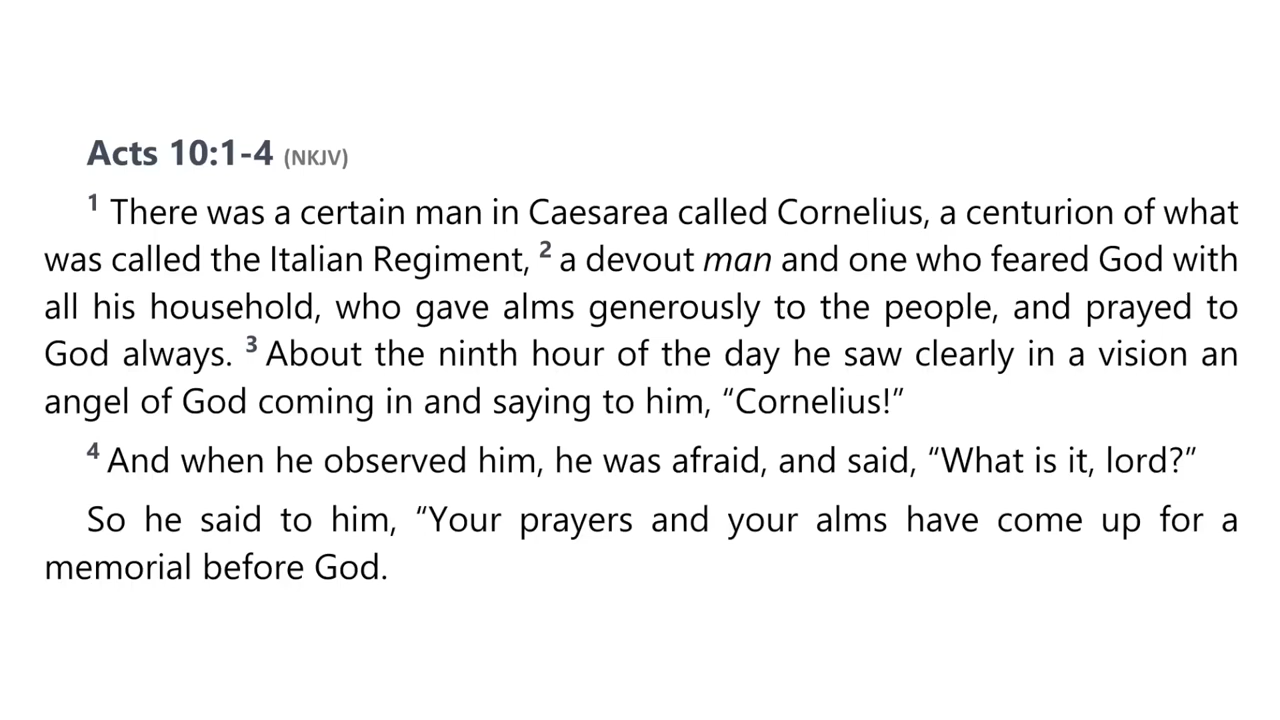 Acts 10:1-4 (NKJV)
1 There was a certain man in Caesarea called Cornelius, a centurion of what
was called the Italian Regiment, 2 a devout man and one who feared God with
all his household, who gave alms generously to the people, and prayed to
God always. 3 About the ninth hour of the day he saw clearly in a vision an
angel of God coming in and saying to him, “Cornelius!”
4 And when he observed him, he was afraid, and said, “What is it, lord?”
So he said to him, “Your prayers and your alms have come up for a
memorial before God.